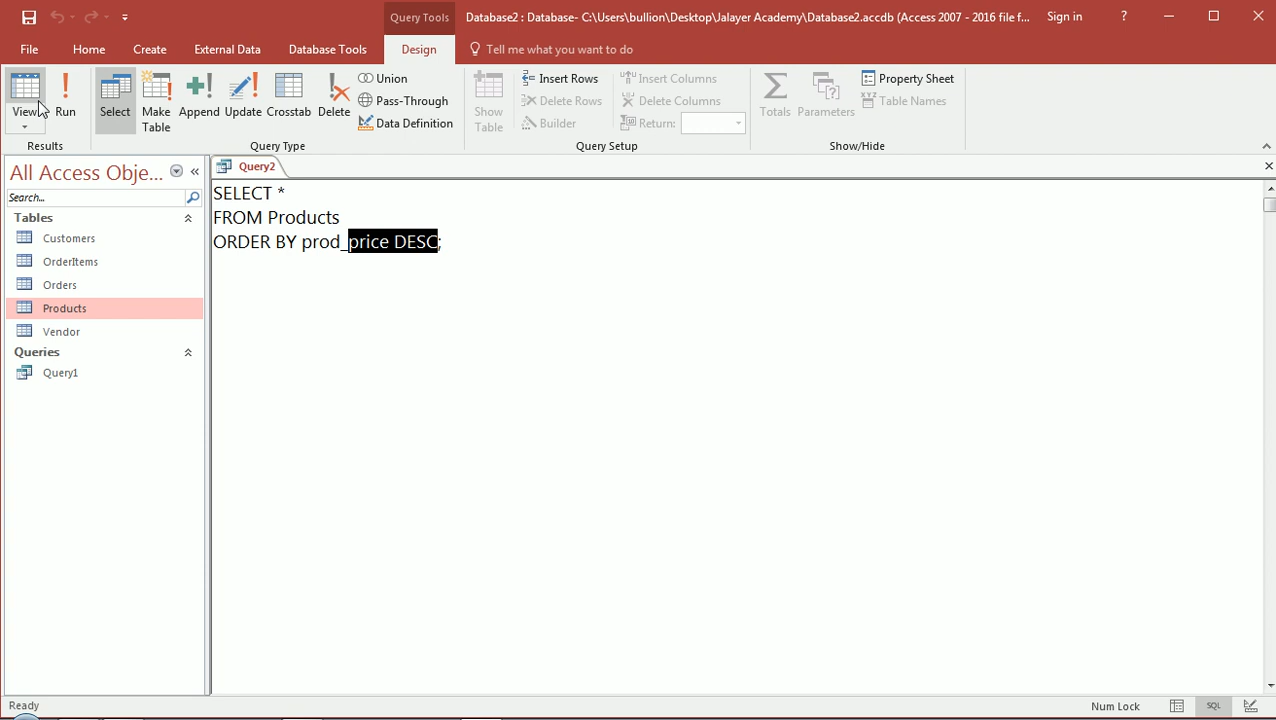 Query Tools
Database2 : Database- C:\Users\bullion\Desktop\Jalayer Academy\Database2.accdb (Access 2007 - 2016 file f...
Sign in
?
File
Home
Create
External Data
Database Tools
Design
Tell me what you want to do
View
Run
Select
Make Table
Append
Update
Crosstab
Delete
Union
Pass-Through
Data Definition
Show Table
Insert Rows
Delete Rows
Builder
Insert Columns
Delete Columns
Return:
Totals
Parameters
Property Sheet
Table Names
Results
Query Type
Query Setup
Show/Hide
All Access Obje...
Search...
Tables
Customers
OrderItems
Orders
Products
Vendor
Queries
Query1
Query2
SELECT *
FROM Products
ORDER BY prod_price DESC;
Ready
Num Lock
SQL